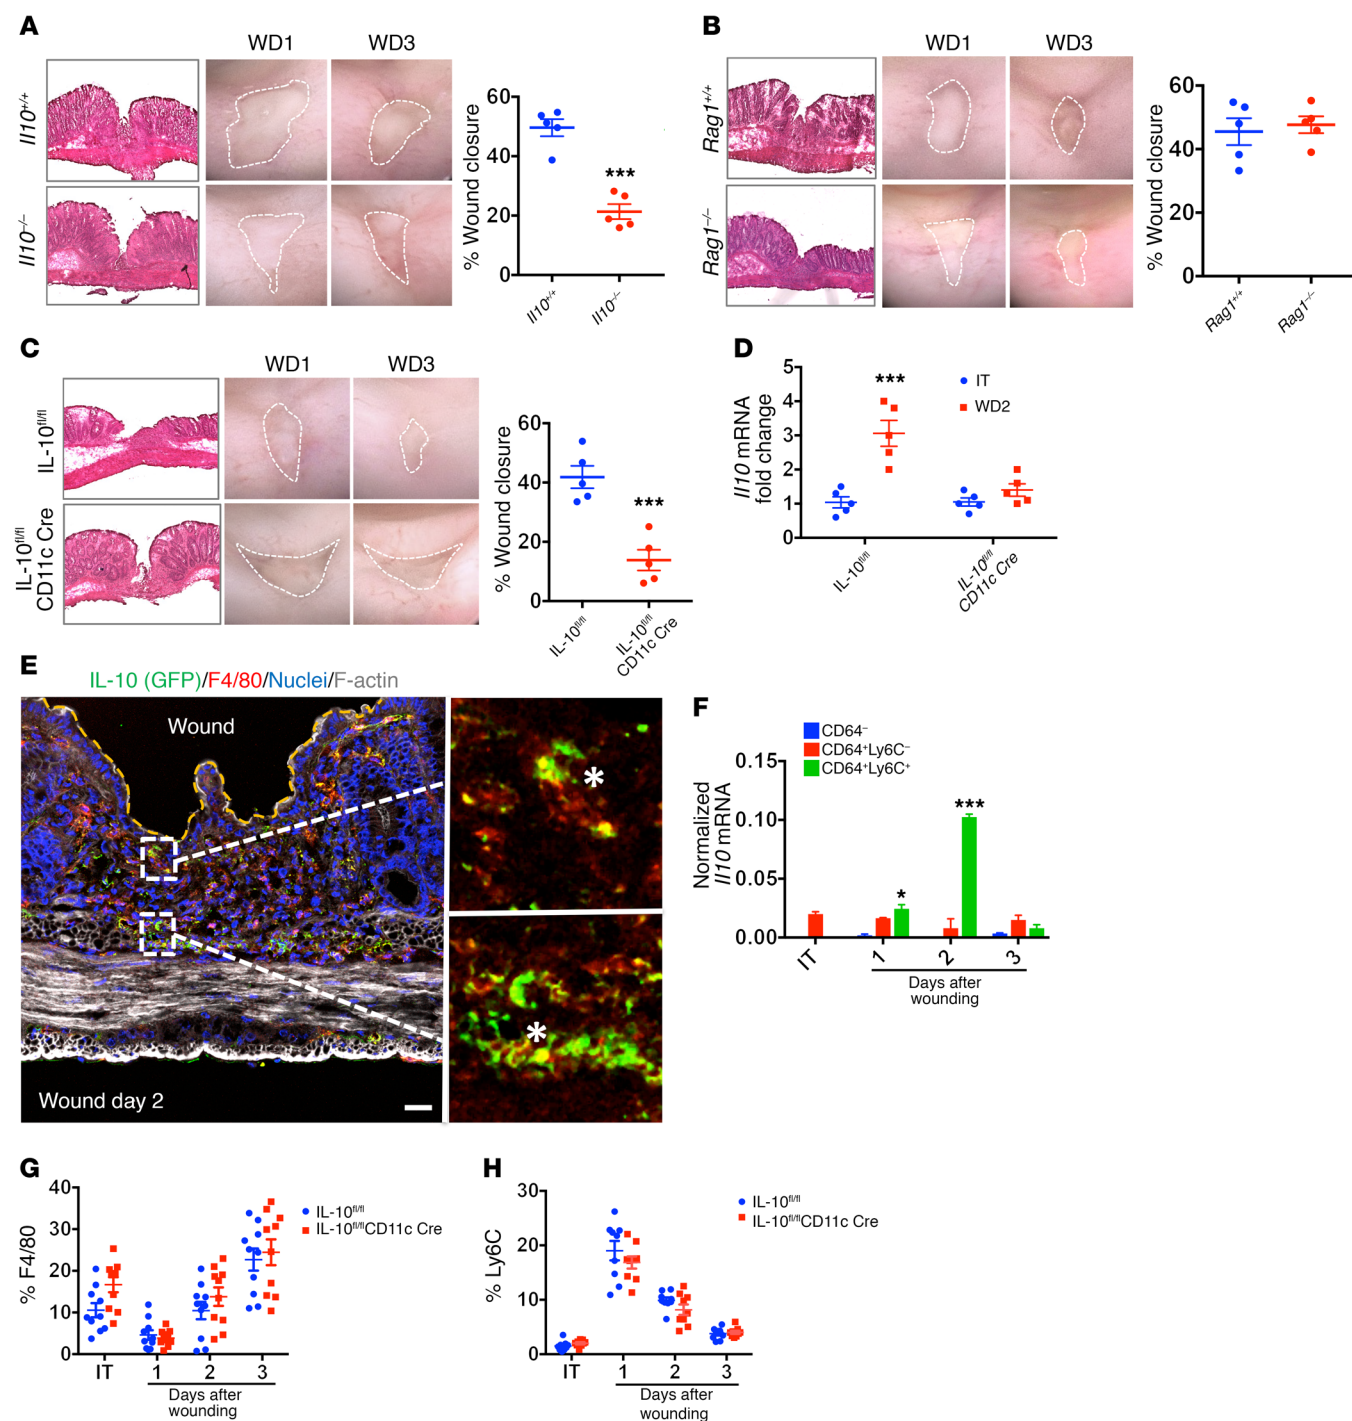 A
WD1 WD3
Il10+/+
Il10−/−
% Wound closure
60
40
20
0
***
Il10+/+ Il10−/−
B
WD1 WD3
Rag1+/+
Rag1−/−
% Wound closure
60
40
20
0
Rag1+/+ Rag1−/−
C
WD1 WD3
IL-10fl/fl
IL-10fl/fl
CD11c Cre
% Wound closure
60
40
20
0
***
IL-10fl/fl
IL-10fl/fl
CD11c Cre
D
Il10 mRNA
fold change
5
4
3
2
1
0
***
IT
WD2
IL-10fl/fl
IL-10fl/fl
CD11c Cre
E
IL-10 (GFP)/F4/80/Nuclei/F-actin
Wound
*
*
Wound day 2
F
CD64−
CD64+Ly6C−
CD64+Ly6C+
Normalized
Il10 mRNA
0.15
0.10
0.05
0.00
*
***
IT 1 2 3
Days after
wounding
G
% F4/80
40
30
20
10
0
IL-10fl/fl
IL-10fl/flCD11c Cre
IT 1 2 3
Days after
wounding
H
% Ly6C
30
20
10
0
IL-10fl/fl
IL-10fl/flCD11c Cre
IT 1 2 3
Days after
wounding